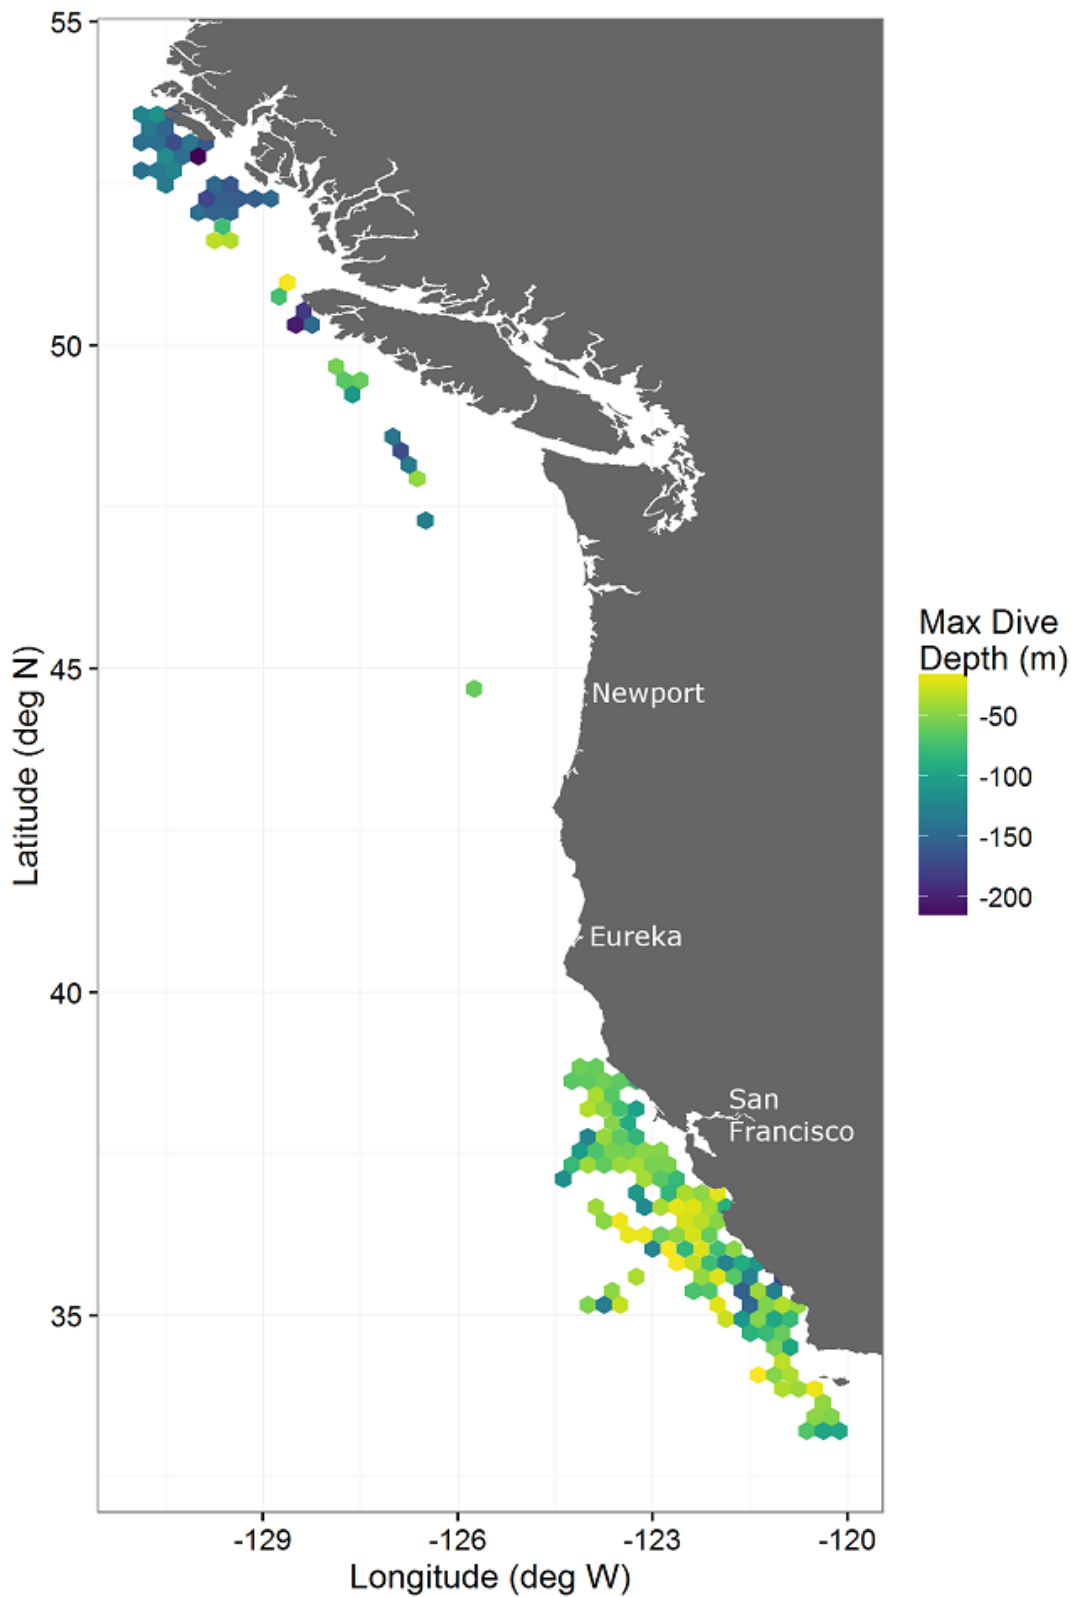 55
50
45
40
35
Latitude (deg N)
Newport
Eureka
San
Francisco
Max Dive
Depth (m)
-50
-100
-150
-200
-129
-126
-123
-120
Longitude (deg W)